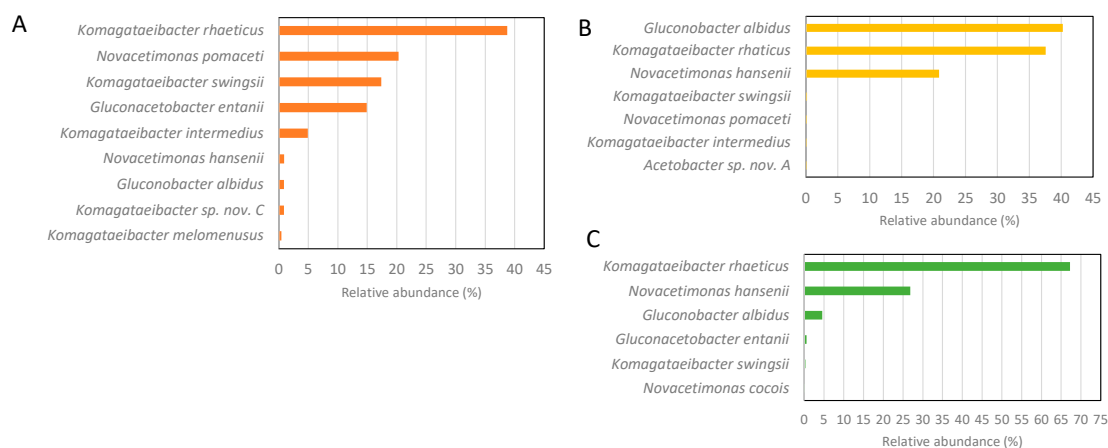 A
Komagataeibacter rhaeticus
Novacetimonas pomaceti
Komagataeibacter swingsii
Gluconacetobacter entanii
Komagataeibacter intermedius
Novacetimonas hansenii
Gluconobacter albidus
Komagataeibacter sp. nov. C
Komagataeibacter melomenusus
0 5 10 15 20 25 30 35 40 45
Relative abundance (%)
B
Gluconobacter albidus
Komagataeibacter rhaticus
Novacetimonas hansenii
Komagataeibacter swingsii
Novacetimonas pomaceti
Komagataeibacter intermedius
Acetobacter sp. nov. A
0 5 10 15 20 25 30 35 40 45
Relative abundance (%)
C
Komagataeibacter rhaeticus
Novacetimonas hansenii
Gluconobacter albidus
Gluconacetobacter entanii
Komagataeibacter swingsii
Novacetimonas cocois
0 5 10 15 20 25 30 35 40 45 50 55 60 65 70 75
Relative abundance (%)